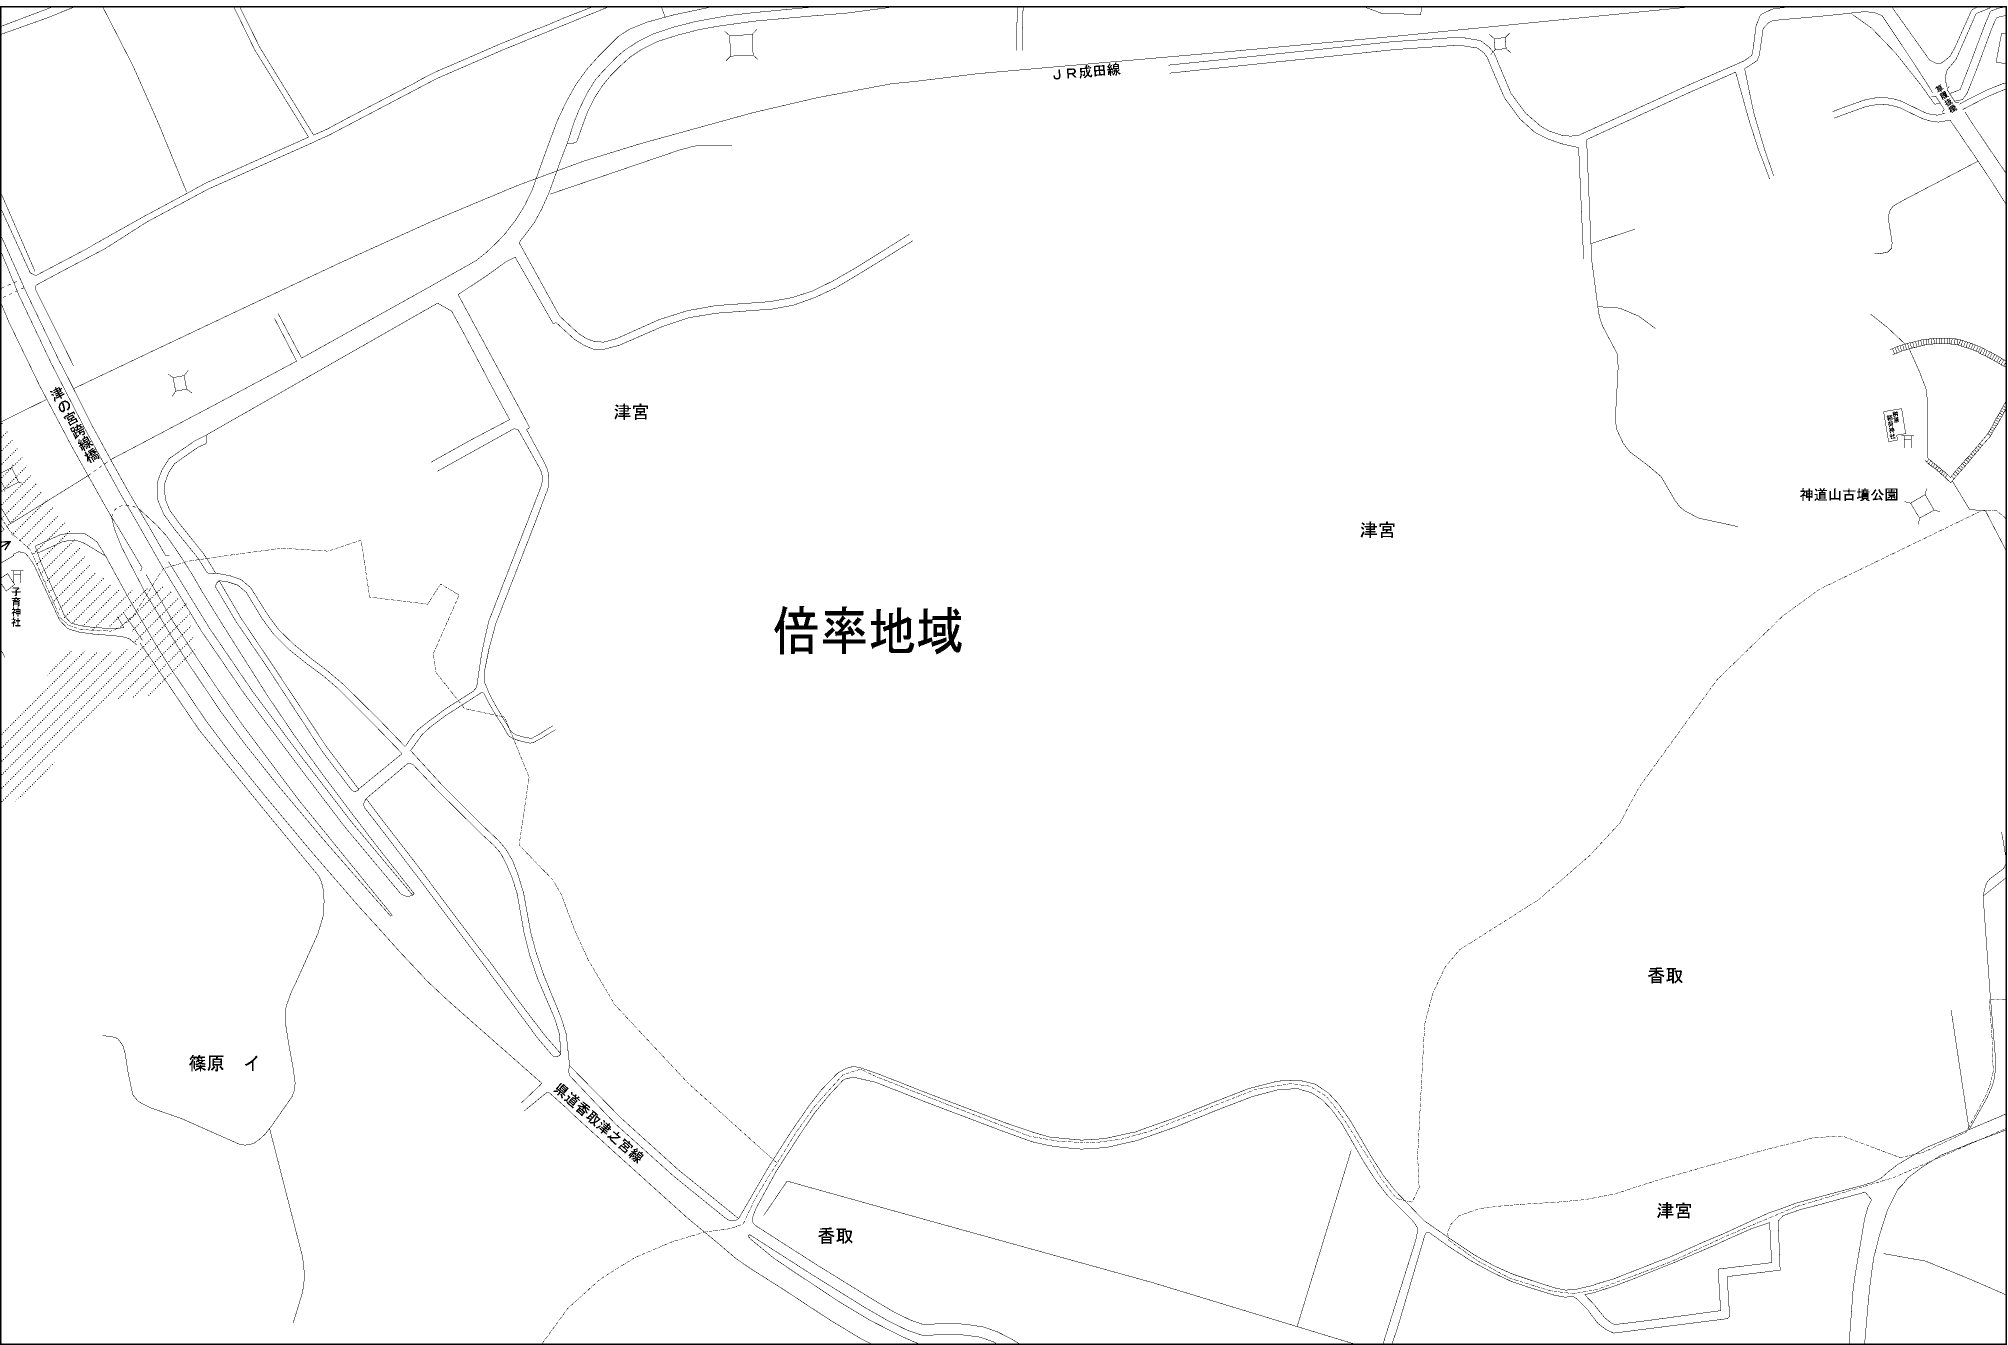 ＪＲ成田線
津の宮跨線橋
津宮
神道山古墳公園
津宮
子育神社
倍率地域
香取
篠原　イ
県道香取津之宮線
津宮
香取